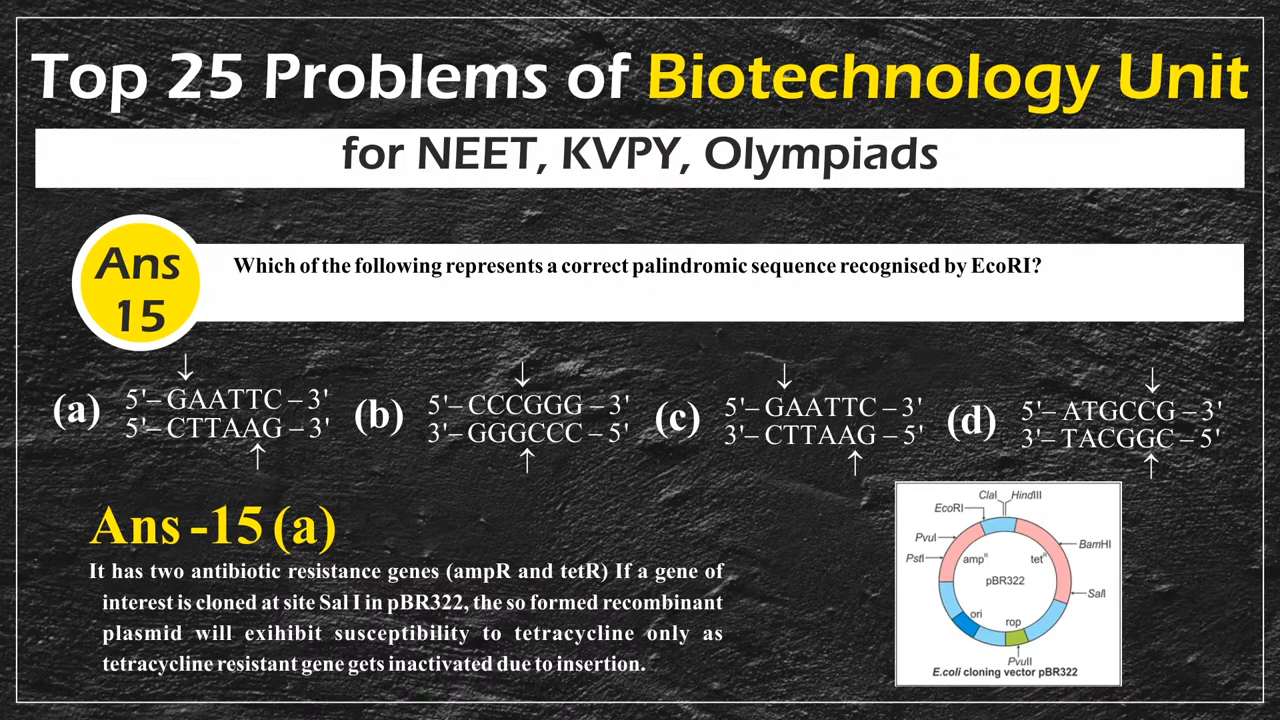 Top 25 Problems of Biotechnology Unit
for NEET, KVPY, Olympiads
Ans
15
Which of the following represents a correct palindromic sequence recognised by EcoRI?
(a)
↓
5'– GAATTC – 3'
5'– CTTAAG – 3'
↑
(b)
↓
5'– CCCGGG – 3'
3'– GGGCCC – 5'
↑
(c)
↓
5'– GAATTC – 3'
3'– CTTAAG – 5'
↑
(d)
↓
5'– ATGCCG – 3'
3'– TACGGC – 5'
↑
Ans -15 (a)
It has two antibiotic resistance genes (ampR and tetR) If a gene of
interest is cloned at site Sal I in pBR322, the so formed recombinant
plasmid will exihibit susceptibility to tetracycline only as
tetracycline resistant gene gets inactivated due to insertion.
ClaI HindIII
EcoRI
PvuI
PstI
BamHI
SalI
ampR
tetR
pBR322
ori
rop
PvuII
E.coli cloning vector pBR322